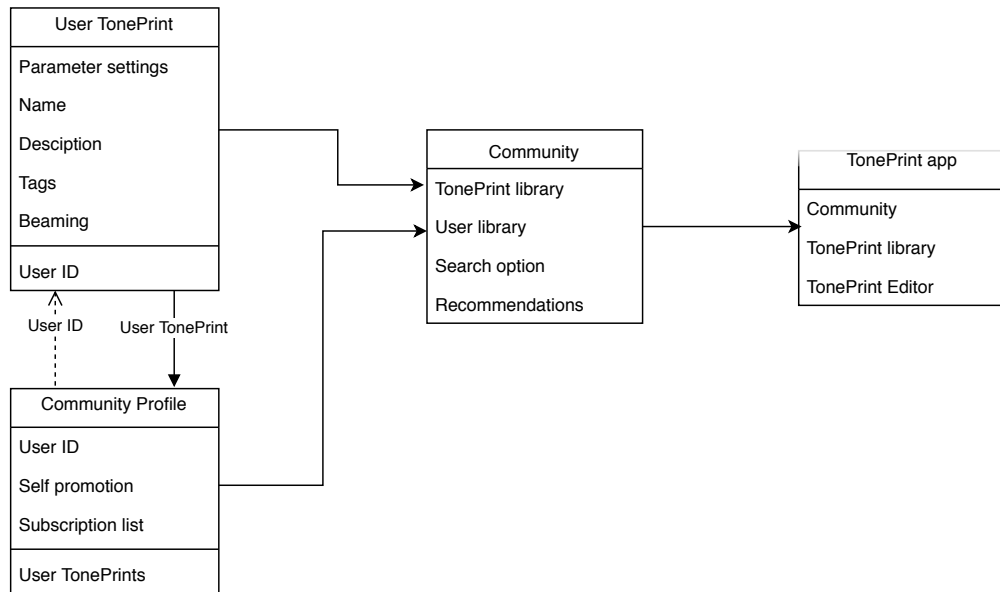 User TonePrint
Parameter settings
Name
Desciption
Tags
Beaming
User ID
User ID
User TonePrint
Community Profile
User ID
Self promotion
Subscription list
User TonePrints
Community
TonePrint library
User library
Search option
Recommendations
TonePrint app
Community
TonePrint library
TonePrint Editor